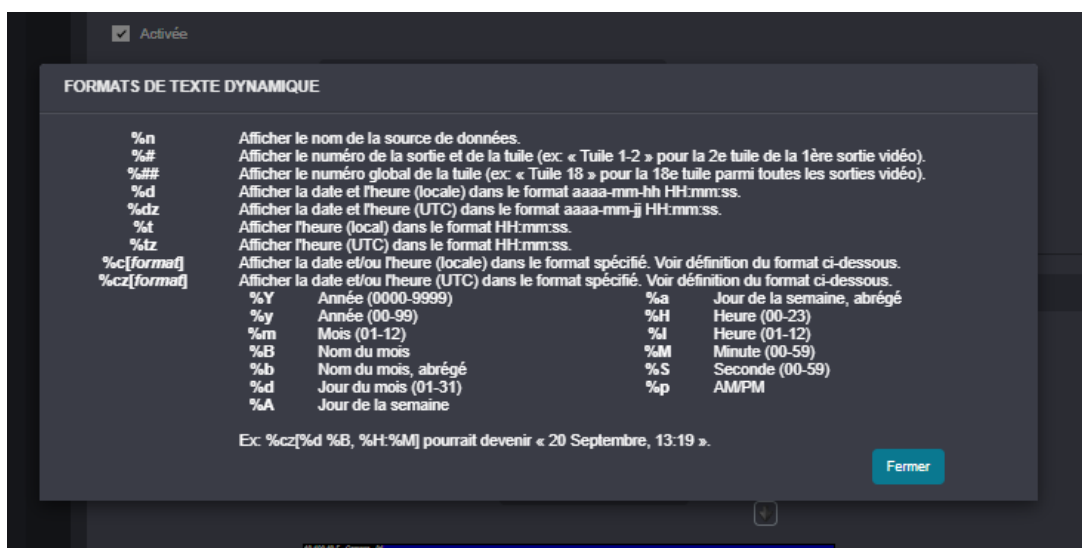 Activée
FORMATS DE TEXTE DYNAMIQUE
%n Afficher le nom de la source de données.
%# Afficher le numéro de la sortie et de la tuile (ex: « Tuile 1-2 » pour la 2e tuile de la 1ère sortie vidéo).
%## Afficher le numéro global de la tuile (ex: « Tuile 18 » pour la 18e tuile parmi toutes les sorties vidéo).
%d Afficher la date et l'heure (locale) dans le format aaaa-mm-hh HH:mm:ss.
%dz Afficher la date et l'heure (UTC) dans le format aaaa-mm-jj HH:mm:ss.
%t Afficher l'heure (local) dans le format HH:mm:ss.
%tz Afficher l'heure (UTC) dans le format HH:mm:ss.
%c[format] Afficher la date et/ou l'heure (locale) dans le format spécifié. Voir définition du format ci-dessous.
%cz[format] Afficher la date et/ou l'heure (UTC) dans le format spécifié. Voir définition du format ci-dessous.
%Y Année (0000-9999) %a Jour de la semaine, abrégé
%y Année (00-99) %H Heure (00-23)
%m Mois (01-12) %I Heure (01-12)
%B Nom du mois %M Minute (00-59)
%b Nom du mois, abrégé %S Seconde (00-59)
%d Jour du mois (01-31) %p AM/PM
%A Jour de la semaine
Ex: %cz[%d %B, %H:%M] pourrait devenir « 20 Septembre, 13:19 ».
Fermer